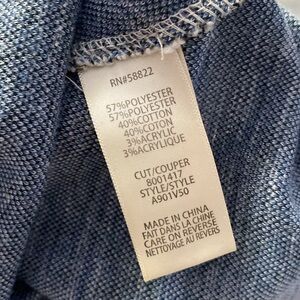 RN#58822
57%POLYESTER
57%POLYESTER
40%COTTON
40%COTON
3%ACRYLIC
3%ACRYLIQUE
CUT/COUPER
8001417
STYLE/STYLE
A901V50
MADE IN CHINA
FAIT DANS LA CHINE
CARE ON REVERSE
NETTOYAGE AU REVERS